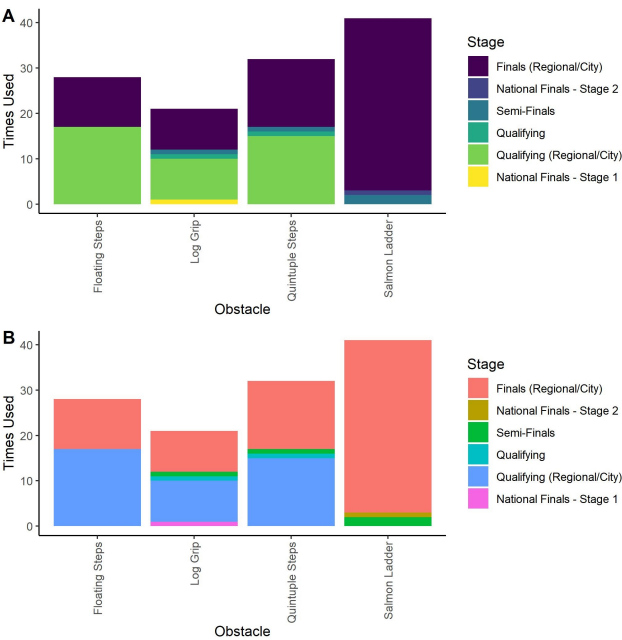 A
Times Used
40
30
20
10
0
Floating Steps
Log Grip
Quintuple Steps
Salmon Ladder
Obstacle
Stage
Finals (Regional/City)
National Finals - Stage 2
Semi-Finals
Qualifying
Qualifying (Regional/City)
National Finals - Stage 1
B
Times Used
40
30
20
10
0
Floating Steps
Log Grip
Quintuple Steps
Salmon Ladder
Obstacle
Stage
Finals (Regional/City)
National Finals - Stage 2
Semi-Finals
Qualifying
Qualifying (Regional/City)
National Finals - Stage 1